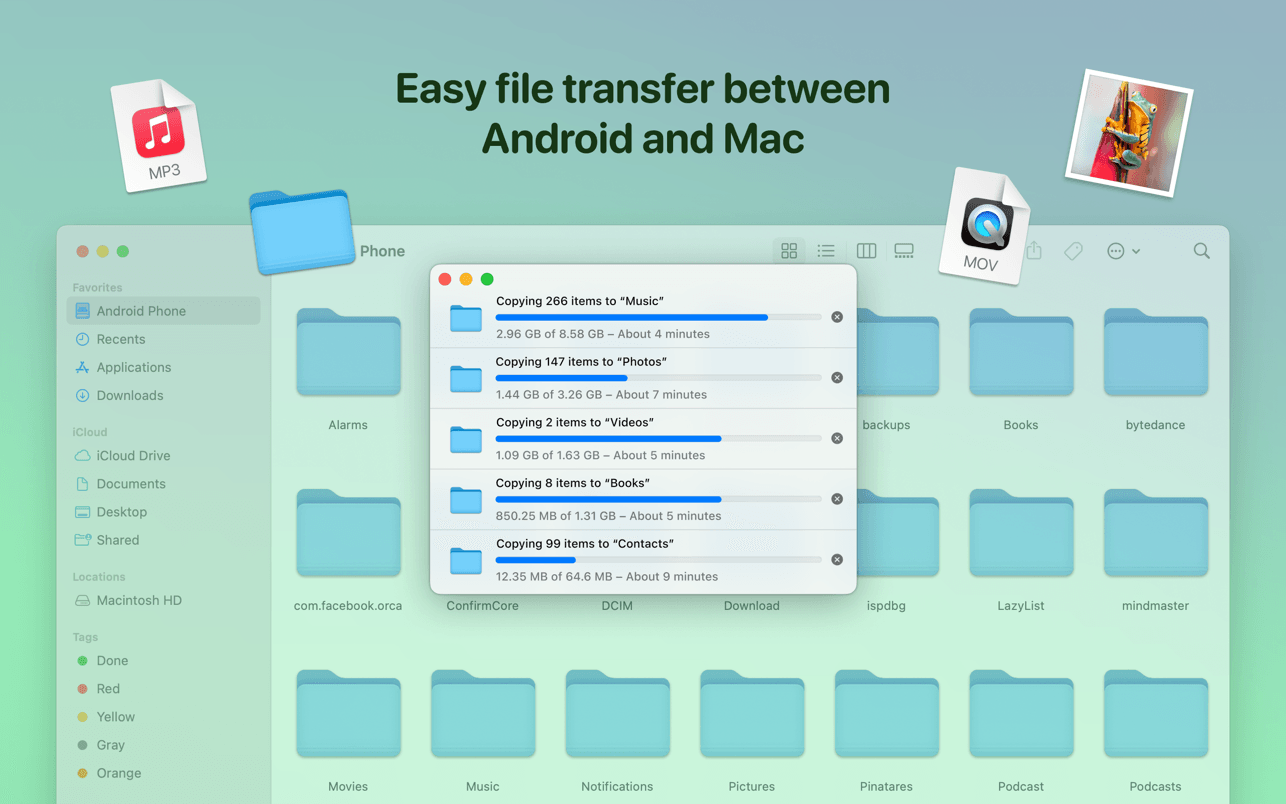 Easy file transfer between
Android and Mac
MP3
MOV
Phone
Favorites
Android Phone
Recents
Applications
Downloads
iCloud
iCloud Drive
Documents
Desktop
Shared
Locations
Macintosh HD
Tags
Done
Red
Yellow
Gray
Orange
Copying 266 items to “Music”
2.96 GB of 8.58 GB – About 4 minutes
Copying 147 items to “Photos”
1.44 GB of 3.26 GB – About 7 minutes
Copying 2 items to “Videos”
1.09 GB of 1.63 GB – About 5 minutes
Copying 8 items to “Books”
850.25 MB of 1.31 GB – About 5 minutes
Copying 99 items to “Contacts”
12.35 MB of 64.6 MB – About 9 minutes
Alarms
backups
Books
bytedance
com.facebook.orca
ConfirmCore
DCIM
Download
ispdbg
LazyList
mindmaster
Movies
Music
Notifications
Pictures
Pinatares
Podcast
Podcasts